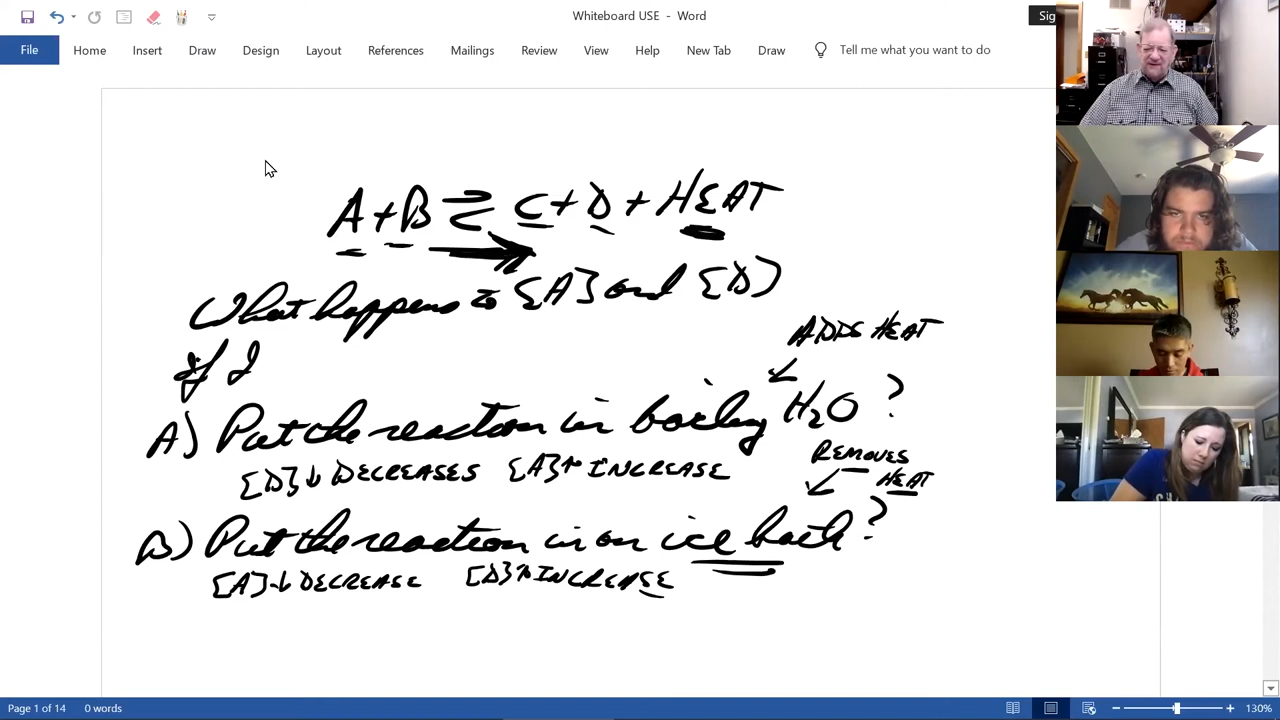 Whiteboard USE - Word
Sig
File Home Insert Draw Design Layout References Mailings Review View Help New Tab Draw Tell me what you want to do
A + B ⇄ C + D + HEAT
What happens to [A] and [D]
if I
ADDS HEAT
A) Put the reaction in boiling H₂O ?
[D]↓ DECREASES [A]↑ INCREASE
REMOVES
HEAT
B) Put the reaction in an ice bath ?
[A]↓ DECREASE [D]↑ INCREASE
Page 1 of 14 0 words 130%